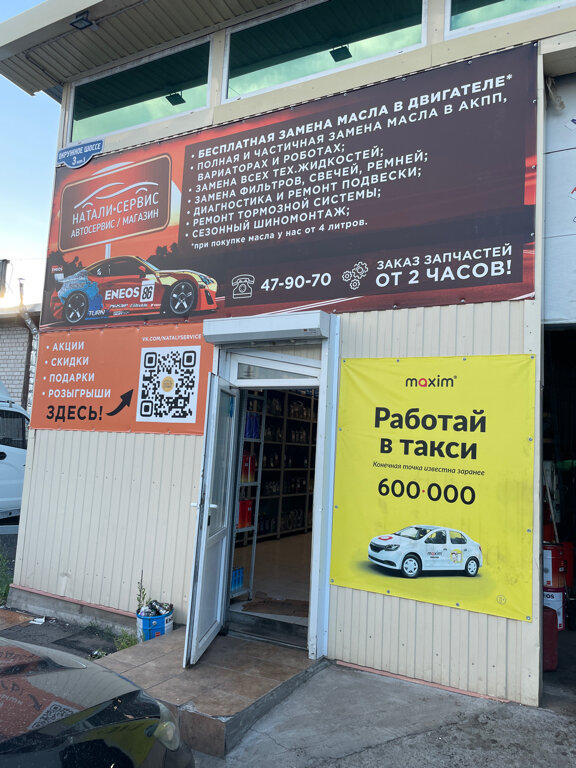 ОКРУЖНОЕ ШОССЕ
НАТАЛИ•СЕРВИС
АВТОСЕРВИС / МАГАЗИН
• БЕСПЛАТНАЯ ЗАМЕНА МАСЛА В ДВИГАТЕЛЕ*
• ПОЛНАЯ И ЧАСТИЧНАЯ ЗАМЕНА МАСЛА В АКПП,
ВАРИАТОРАХ И РОБОТАХ;
• ЗАМЕНА ВСЕХ ТЕХ.ЖИДКОСТЕЙ;
• ЗАМЕНА ФИЛЬТРОВ, СВЕЧЕЙ, РЕМНЕЙ;
• ДИАГНОСТИКА И РЕМОНТ ПОДВЕСКИ;
• РЕМОНТ ТОРМОЗНОЙ СИСТЕМЫ;
• СЕЗОННЫЙ ШИНОМОНТАЖ;
*при покупке масла у нас от 4 литров.
47-90-70
ЗАКАЗ ЗАПЧАСТЕЙ
ОТ 2 ЧАСОВ!
ENEOS
ENEOS 86
VK.COM/NATALYSERVICE
• АКЦИИ
• СКИДКИ
• ПОДАРКИ
• РОЗЫГРЫШИ
ЗДЕСЬ!
maxim®
Работай
в такси
Конечная точка известна заранее
600-000
maxim